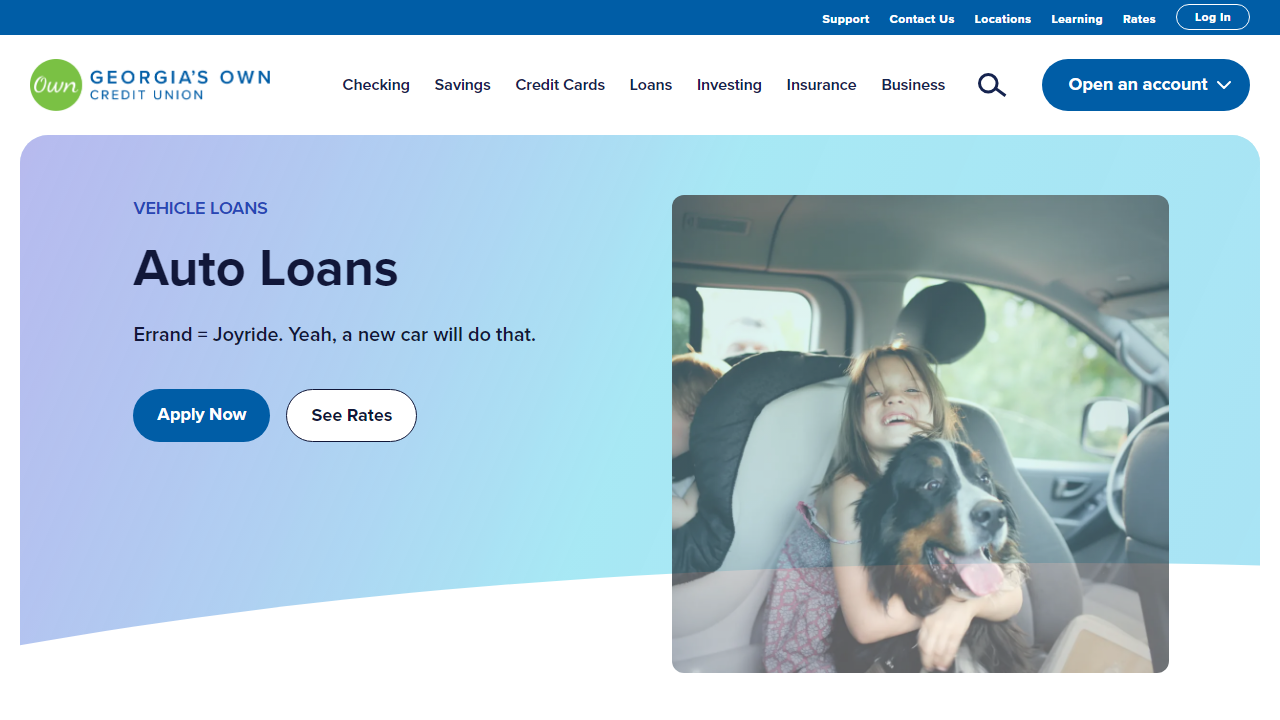 Support Contact Us Locations Learning Rates Log In
Own GEORGIA'S OWN
CREDIT UNION
Checking Savings Credit Cards Loans Investing Insurance Business Open an account
VEHICLE LOANS
Auto Loans
Errand = Joyride. Yeah, a new car will do that.
Apply Now See Rates